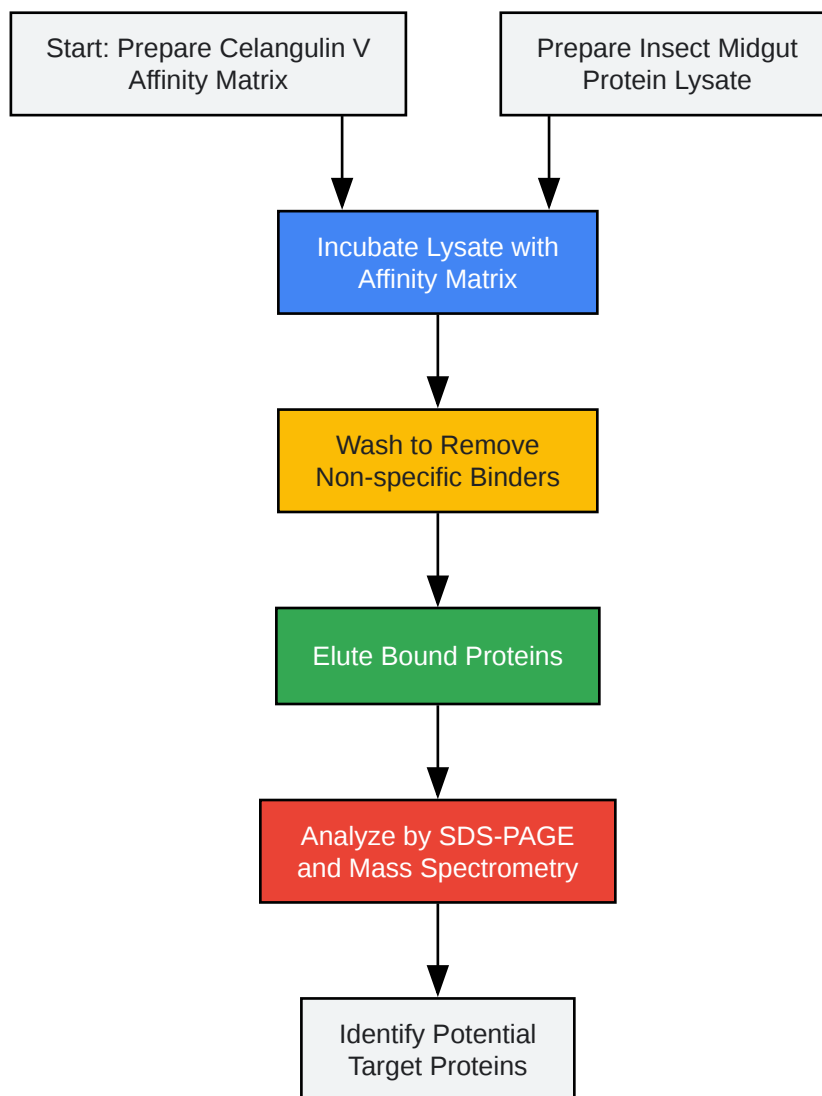 Start: Prepare Celangulin V
Affinity Matrix
Prepare Insect Midgut
Protein Lysate
Incubate Lysate with
Affinity Matrix
Wash to Remove
Non-specific Binders
Elute Bound Proteins
Analyze by SDS-PAGE
and Mass Spectrometry
Identify Potential
Target Proteins